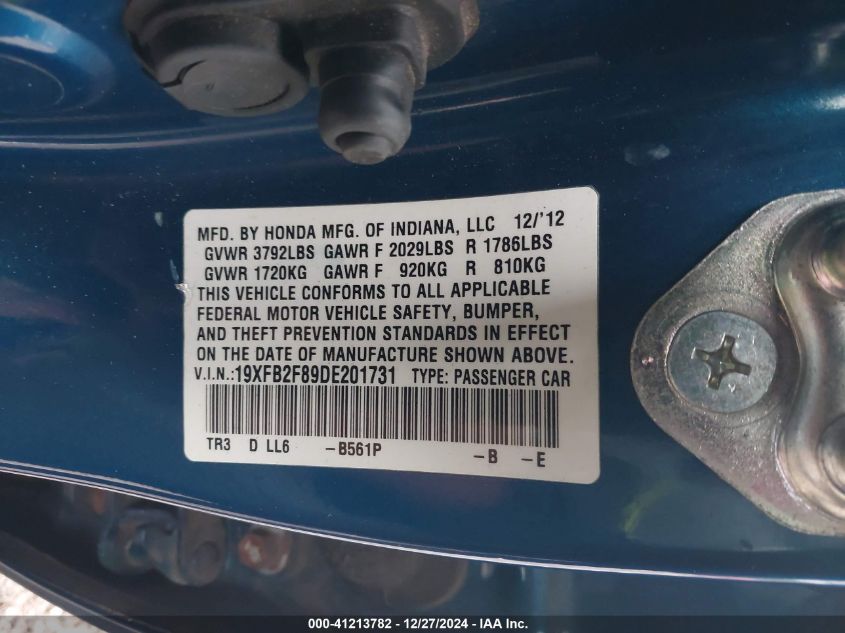 MFD. BY HONDA MFG. OF INDIANA, LLC 12/'12
GVWR 3792LBS GAWR F 2029LBS R 1786LBS
GVWR 1720KG GAWR F 920KG R 810KG
THIS VEHICLE CONFORMS TO ALL APPLICABLE
FEDERAL MOTOR VEHICLE SAFETY, BUMPER,
AND THEFT PREVENTION STANDARDS IN EFFECT
ON THE DATE OF MANUFACTURE SHOWN ABOVE.
V.I.N.:19XFB2F89DE201731 TYPE: PASSENGER CAR
TR3 D LL6 -B561P -B -E
000-41213782 - 12/27/2024 - IAA Inc.